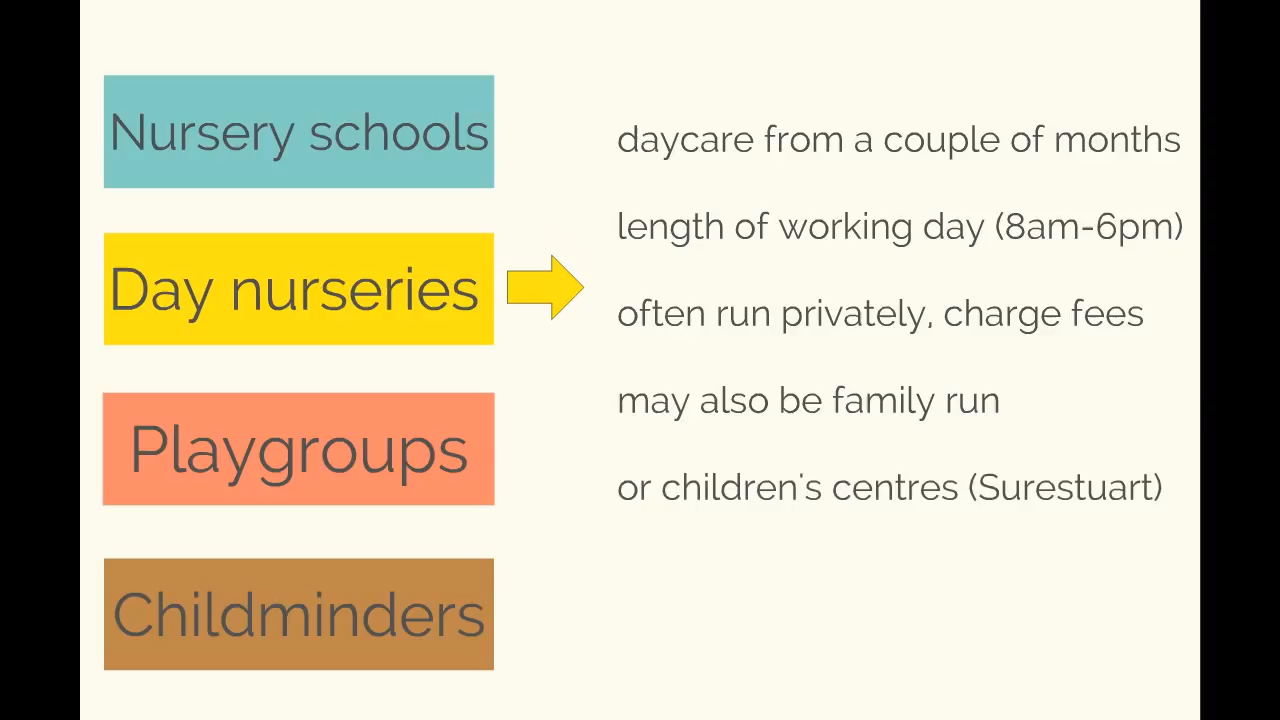 Nursery schools
Day nurseries
Playgroups
Childminders
daycare from a couple of months
length of working day (8am-6pm)
often run privately, charge fees
may also be family run
or children's centres (Surestuart)